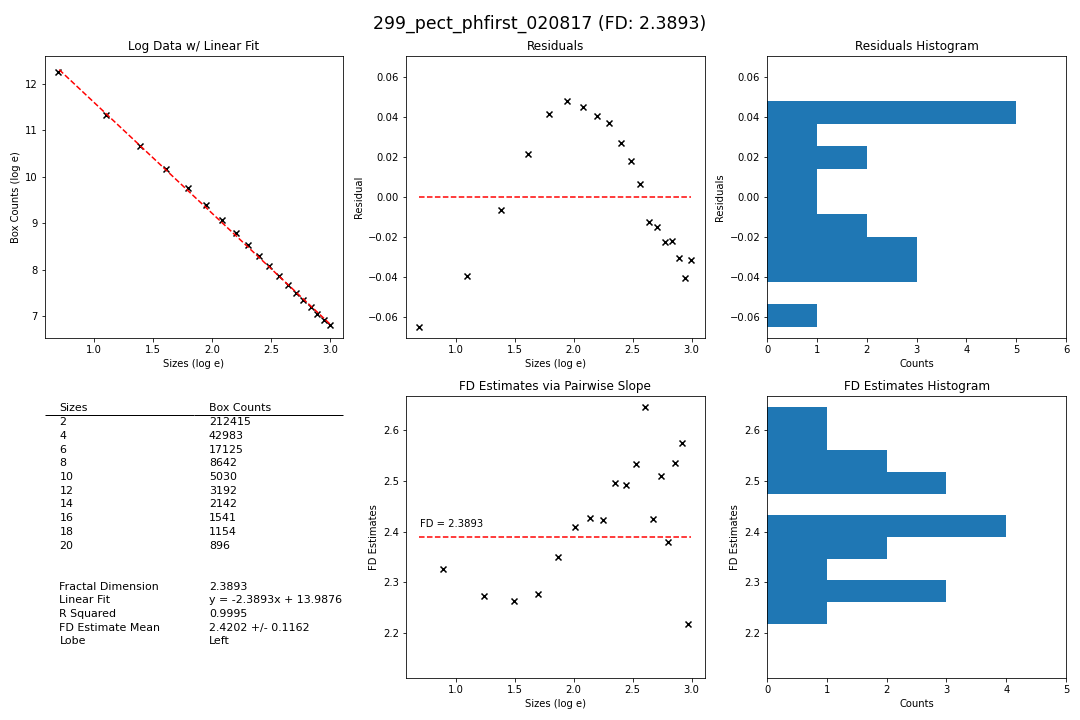 299_pect_phfirst_020817 (FD: 2.3893)
Log Data w/ Linear Fit
Box Counts (log e)
12
11
10
9
8
7
1.0 1.5 2.0 2.5 3.0
Sizes (log e)
Residuals
Residual
0.06
0.04
0.02
0.00
−0.02
−0.04
−0.06
1.0 1.5 2.0 2.5 3.0
Sizes (log e)
Residuals Histogram
Residuals
0.06
0.04
0.02
0.00
−0.02
−0.04
−0.06
0 1 2 3 4 5 6
Counts
Sizes Box Counts
2 212415
4 42983
6 17125
8 8642
10 5030
12 3192
14 2142
16 1541
18 1154
20 896
Fractal Dimension 2.3893
Linear Fit y = -2.3893x + 13.9876
R Squared 0.9995
FD Estimate Mean 2.4202 +/- 0.1162
Lobe Left
FD Estimates via Pairwise Slope
FD Estimates
2.6
2.5
2.4
2.3
2.2
FD = 2.3893
1.0 1.5 2.0 2.5 3.0
Sizes (log e)
FD Estimates Histogram
FD Estimates
2.6
2.5
2.4
2.3
2.2
0 1 2 3 4 5
Counts